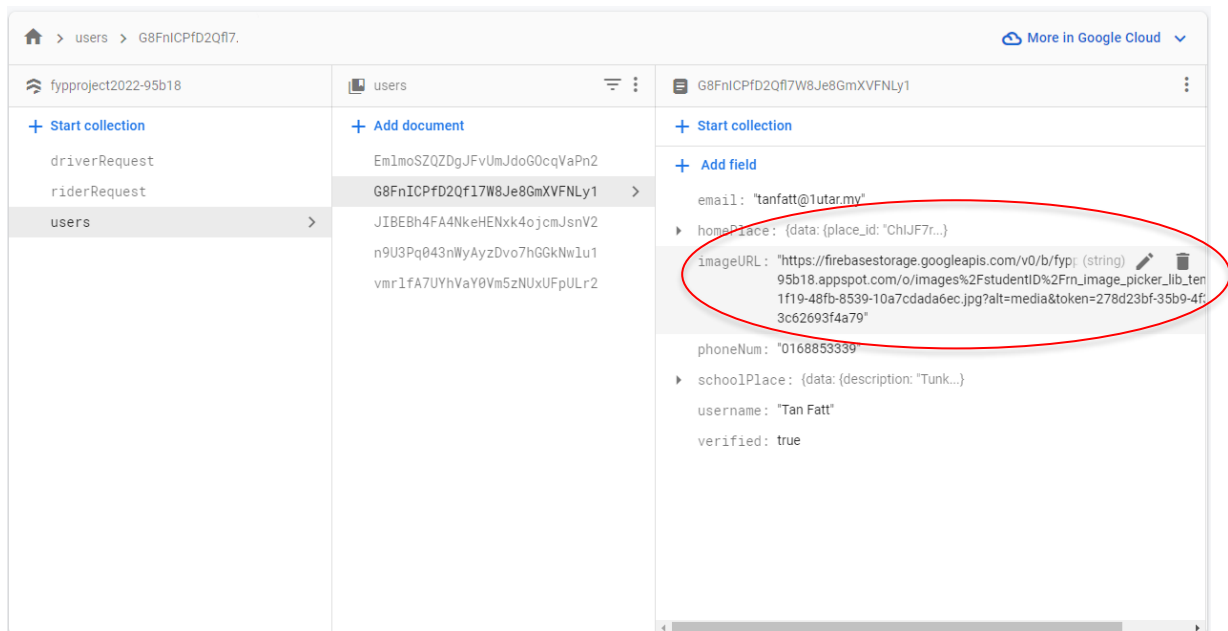 users > G8FnICPfD2Qfl7.
More in Google Cloud
fypproject2022-95b18
users
G8FnICPfD2Qfl7W8Je8GmXVFNLy1
+ Start collection
+ Add document
+ Start collection
driverRequest
riderRequest
users
EmlmoSZQZDgJFvUmJdoGOcqVaPn2
G8FnICPfD2Qfl7W8Je8GmXVFNLy1
JIBEBh4FA4NkeHENxk4ojcmJsnV2
n9U3Pq043nWyAyzDvo7hGGkNwlu1
vmrlfA7UYhVaY0Vm5zNUxUFpULr2
+ Add field
email: "tanfatt@1utar.my"
homePlace: {data: {place_id: "ChIJF7r...}
imageURL: "https://firebasestorage.googleapis.com/v0/b/fyp (string)
95b18.appspot.com/o/images%2FstudentID%2Frn_image_picker_lib_ten
1f19-48fb-8539-10a7cdada6ec.jpg?alt=media&token=278d23bf-35b9-4f
3c62693f4a79"
phoneNum: "0168853339"
schoolPlace: {data: {description: "Tunk...}
username: "Tan Fatt"
verified: true